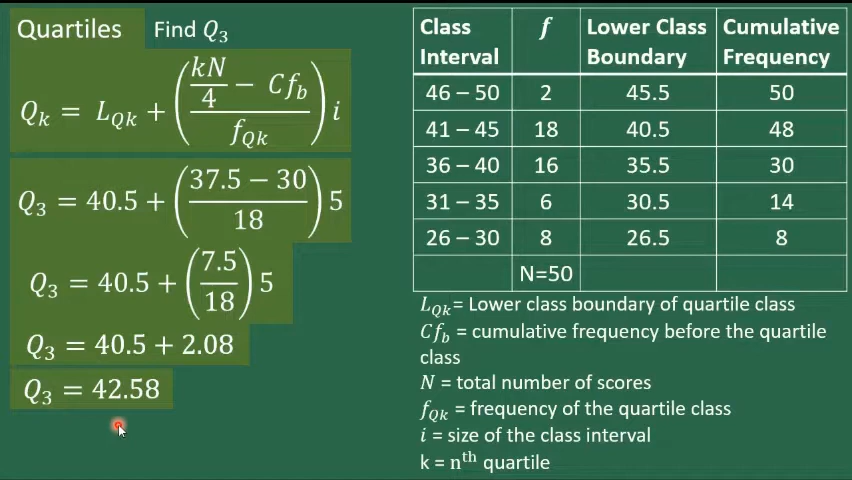 Quartiles Find Q₃
Qₖ = L_Qk + ((kN/4 − Cf_b)/f_Qk) i
Q₃ = 40.5 + ((37.5 − 30)/18) 5
Q₃ = 40.5 + (7.5/18) 5
Q₃ = 40.5 + 2.08
Q₃ = 42.58
Class Interval f Lower Class Boundary Cumulative Frequency
46 – 50 2 45.5 50
41 – 45 18 40.5 48
36 – 40 16 35.5 30
31 – 35 6 30.5 14
26 – 30 8 26.5 8
N=50
L_Qk = Lower class boundary of quartile class
Cf_b = cumulative frequency before the quartile
class
N = total number of scores
f_Qk = frequency of the quartile class
i = size of the class interval
k = nᵗʰ quartile